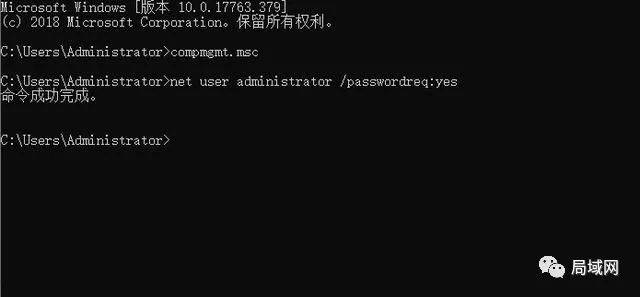 Microsoft Windows [版本 10.0.17763.379]
(c) 2018 Microsoft Corporation。保留所有权利。
C:\Users\Administrator>compmgmt.msc
C:\Users\Administrator>net user administrator /passwordreq:yes
命令成功完成。
C:\Users\Administrator>
局域网